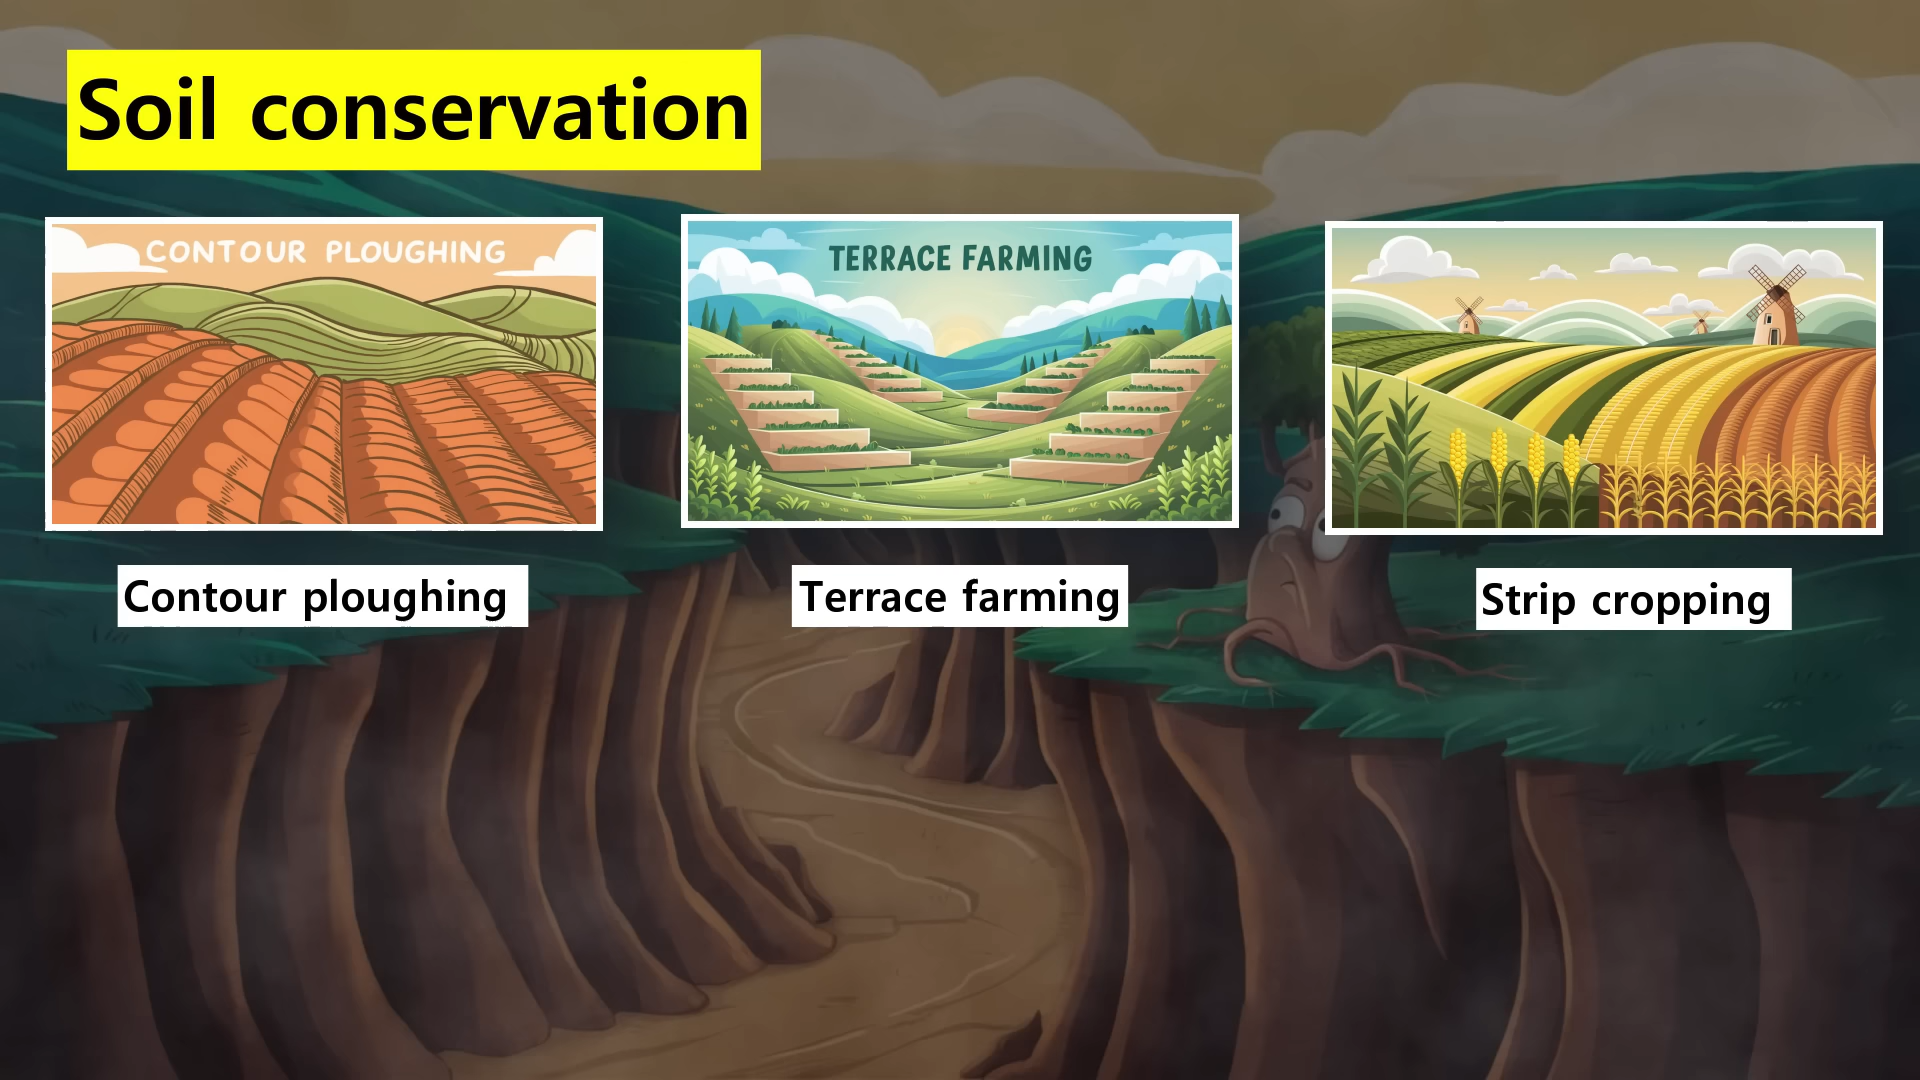 Soil conservation
CONTOUR PLOUGHING
TERRACE FARMING
Contour ploughing
Terrace farming
Strip cropping